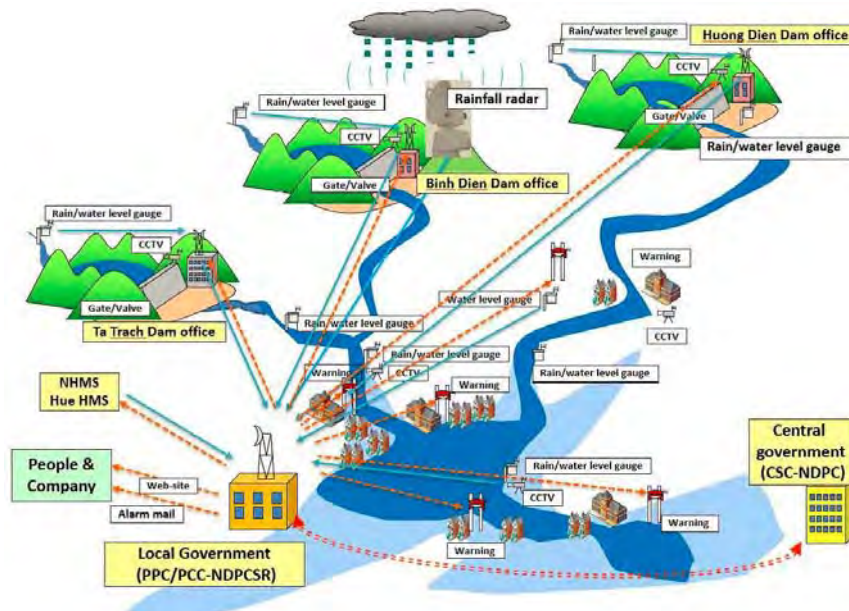 Huong Dien Dam office
Rain/water level gauge
CCTV
Gate/Valve
Rain/water level gauge
Rainfall radar
Rain/water level gauge
CCTV
Gate/Valve
Binh Dien Dam office
Rain/water level gauge
CCTV
Gate/Valve
Ta Trach Dam office
Warning
CCTV
Water level gauge
Rain/water level gauge
Rain/water level gauge
Warning
CCTV
Warning
Rain/water level gauge
NHMS
Hue HMS
People &
Company
Web-site
Alarm mail
Local Government
(PPC/PCC-NDPCSR)
Rain/water level gauge
CCTV
Warning
Warning
Central
government
(CSC-NDPC)